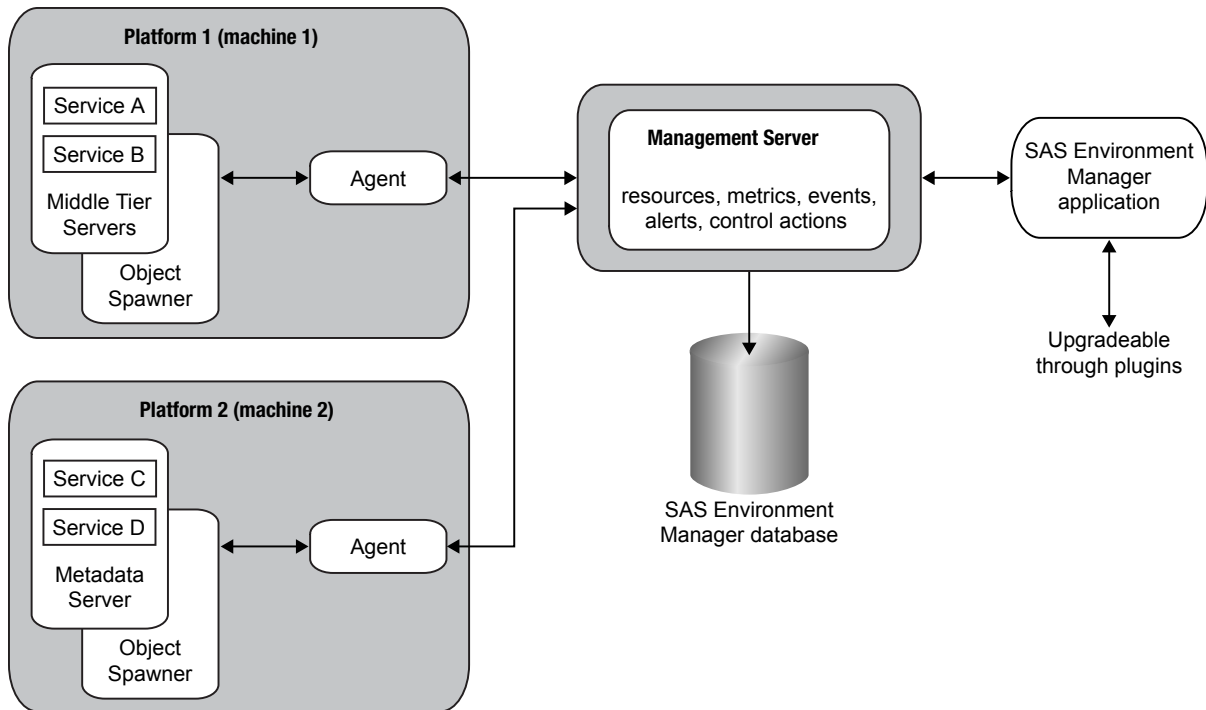 Platform 1 (machine 1)
Service A
Service B
Middle Tier
Servers
Object
Spawner
Agent
Management Server
resources, metrics, events,
alerts, control actions
SAS Environment
Manager
application
Upgradeable
through plugins
SAS Environment
Manager database
Platform 2 (machine 2)
Service C
Service D
Metadata
Server
Object
Spawner
Agent